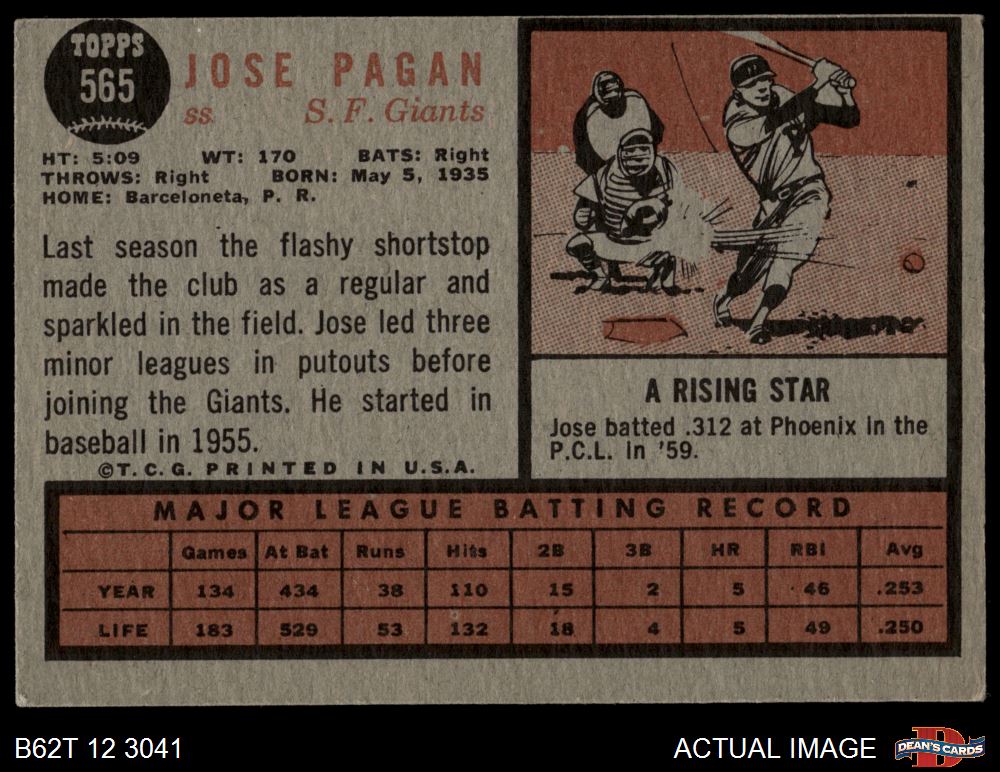 TOPPS
565
JOSE PAGAN
SS
S. F. Giants
HT: 5:09 WT: 170 BATS: Right
THROWS: Right BORN: May 5, 1935
HOME: Barceloneta, P. R.
Last season the flashy shortstop
made the club as a regular and
sparkled in the field. Jose led three
minor leagues in putouts before
joining the Giants. He started in
baseball in 1955.
©T. C. G. PRINTED IN U.S.A.
A RISING STAR
Jose batted .312 at Phoenix in the
P.C.L. in '59.
MAJOR LEAGUE BATTING RECORD
Games At Bat Runs Hits 2B 3B HR RBI Avg
YEAR 134 434 38 110 15 2 5 46 .253
LIFE 183 529 53 132 18 4 5 49 .250
B62T 12 3041
ACTUAL IMAGE
D
DEAN'S CARDS